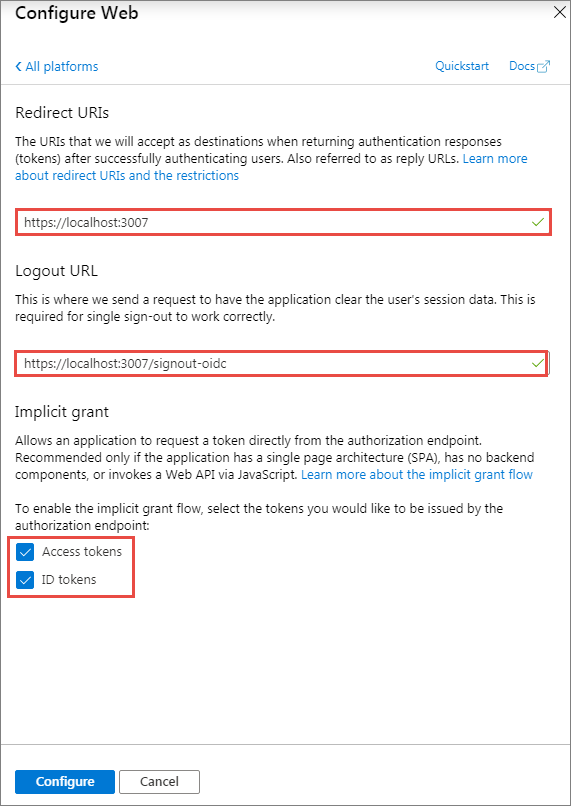 Configure Web
All platforms
Quickstart Docs
Redirect URIs
The URIs that we will accept as destinations when returning authentication responses
(tokens) after successfully authenticating users. Also referred to as reply URLs. Learn more
about redirect URIs and the restrictions
https://localhost:3007
Logout URL
This is where we send a request to have the application clear the user's session data. This is
required for single sign-out to work correctly.
https://localhost:3007/signout-oidc
Implicit grant
Allows an application to request a token directly from the authorization endpoint.
Recommended only if the application has a single page architecture (SPA), has no backend
components, or invokes a Web API via JavaScript. Learn more about the implicit grant flow
To enable the implicit grant flow, select the tokens you would like to be issued by the
authorization endpoint:
Access tokens
ID tokens
Configure Cancel